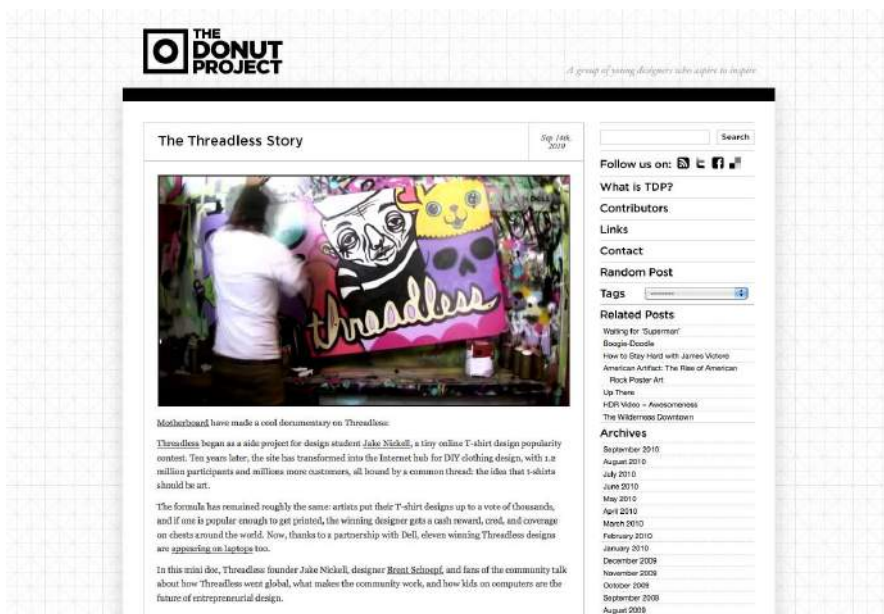 THE
DONUT
PROJECT
A group of young designers who aspire to inspire
The Threadless Story
Sep 14th,
2010
DELL
threadless
Motherboard have made a cool documentary on Threadless:
Threadless began as a side project for design student Jake Nickell, a tiny online T-shirt design popularity
contest. Ten years later, the site has transformed into the Internet hub for DIY clothing design, with 1.2
million participants and millions more customers, all bound by a common thread: the idea that t-shirts
should be art.
The formula has remained roughly the same: artists put their T-shirt designs up to a vote of thousands,
and if one is popular enough to get printed, the winning designer gets a cash reward, cred, and coverage
on chests around the world. Now, thanks to a partnership with Dell, eleven winning Threadless designs
are appearing on laptops too.
In this mini doc, Threadless founder Jake Nickell, designer Brent Schoepf, and fans of the community talk
about how Threadless went global, what makes the community work, and how kids on computers are the
future of entrepreneurial design.
Search
Follow us on:
What is TDP?
Contributors
Links
Contact
Random Post
Tags
Related Posts
Waiting for 'Superman'
Boogie-Doodle
How to Stay Hard with James Victore
American Artifact: The Rise of American
Rock Poster Art
Up There
HDR Video – Awesomeness
The Wilderness Downtown
Archives
September 2010
August 2010
July 2010
June 2010
May 2010
April 2010
March 2010
February 2010
January 2010
December 2009
November 2009
October 2009
September 2009
August 2009